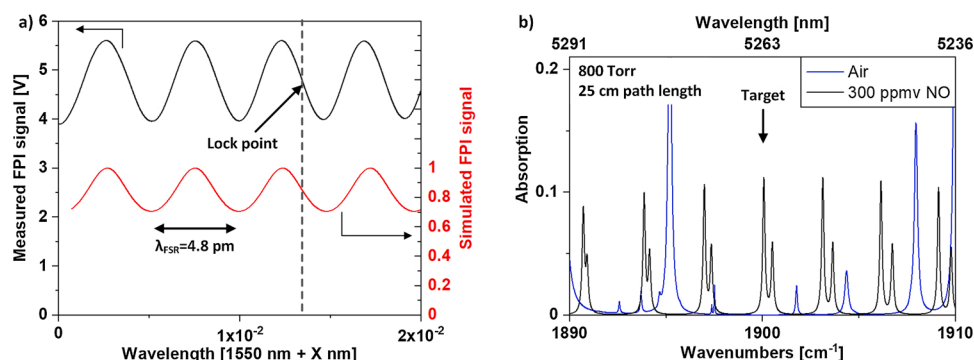 a)
6
5
4
3
2
1
0
Measured FPI signal [V]
Lock point
λFSR=4.8 pm
1
0.8
0.6
0.4
0.2
0
Simulated FPI signal
0
1x10⁻²
2x10⁻²
Wavelength [1550 nm + X nm]
b)
Wavelength [nm]
5291
5263
5236
0.2
0.1
0.0
Absorption
800 Torr
25 cm path length
Target
Air
300 ppmv NO
1890
1900
1910
Wavenumbers [cm⁻¹]